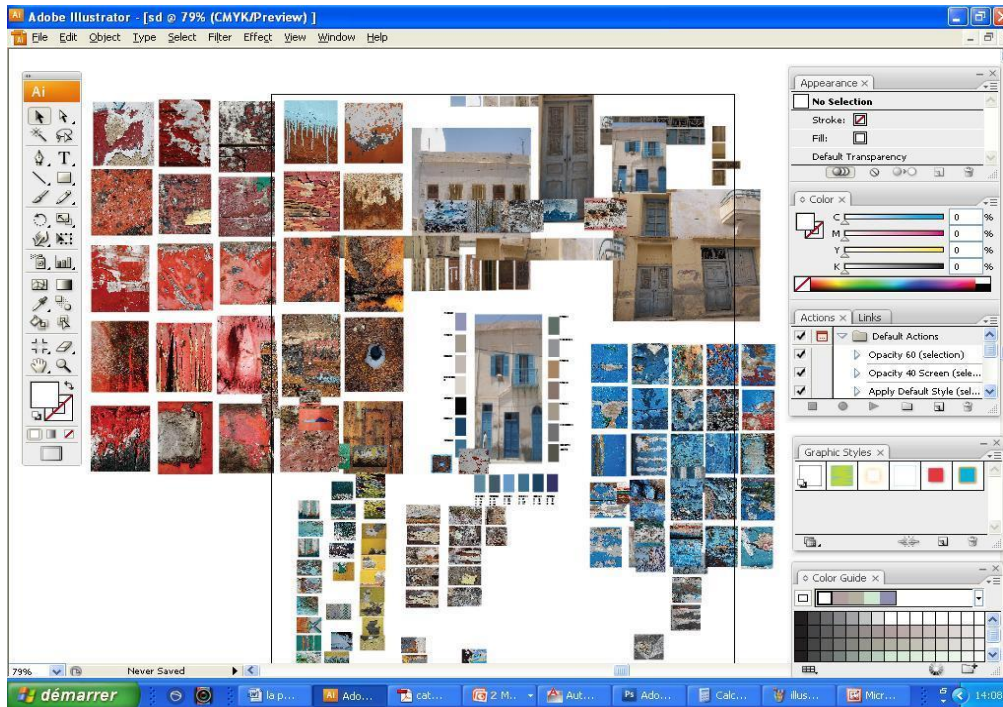 Adobe Illustrator - [sd @ 79% (CMYK/Preview) ]
File Edit Object Type Select Filter Effect View Window Help
Ai
Appearance
No Selection
Stroke:
Fill:
Default Transparency
Color
C 0 %
M 0 %
Y 0 %
K 0 %
Actions Links
Default Actions
Opacity 60 (selection)
Opacity 40 Screen (sele...
Apply Default Style (sel...
Graphic Styles
Color Guide
79% Never Saved
démarrer la p... Ado... cat... 2 M... Aut... Ado... Calc... illus... Micr... 14:08